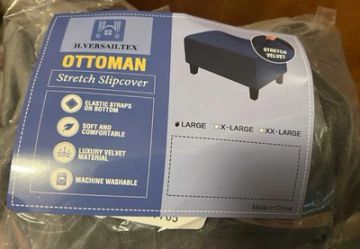 H.VERSAILTEX
OTTOMAN
Stretch Slipcover
ELASTIC STRAPS
ON BOTTOM
SOFT AND
COMFORTABLE
LUXURY VELVET
MATERIAL
MACHINE WASHABLE
STRETCH
VELVET
LARGE
X-LARGE
XX-LARGE
Made in China